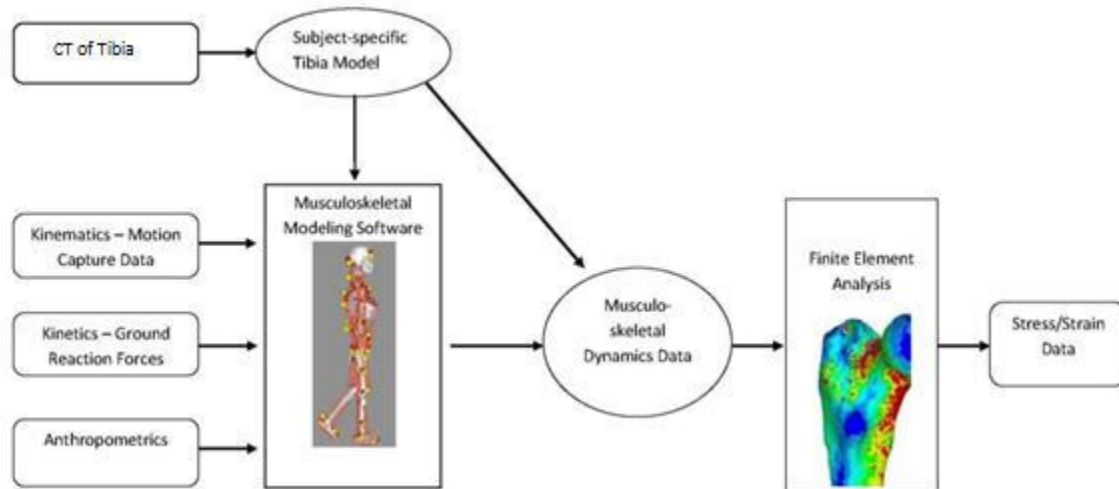 CT of Tibia
Subject-specific
Tibia Model
Musculoskeletal
Modeling Software
Kinematics – Motion
Capture Data
Kinetics – Ground
Reaction Forces
Anthropometrics
Musculo-
skeletal
Dynamics Data
Finite Element
Analysis
Stress/Strain
Data